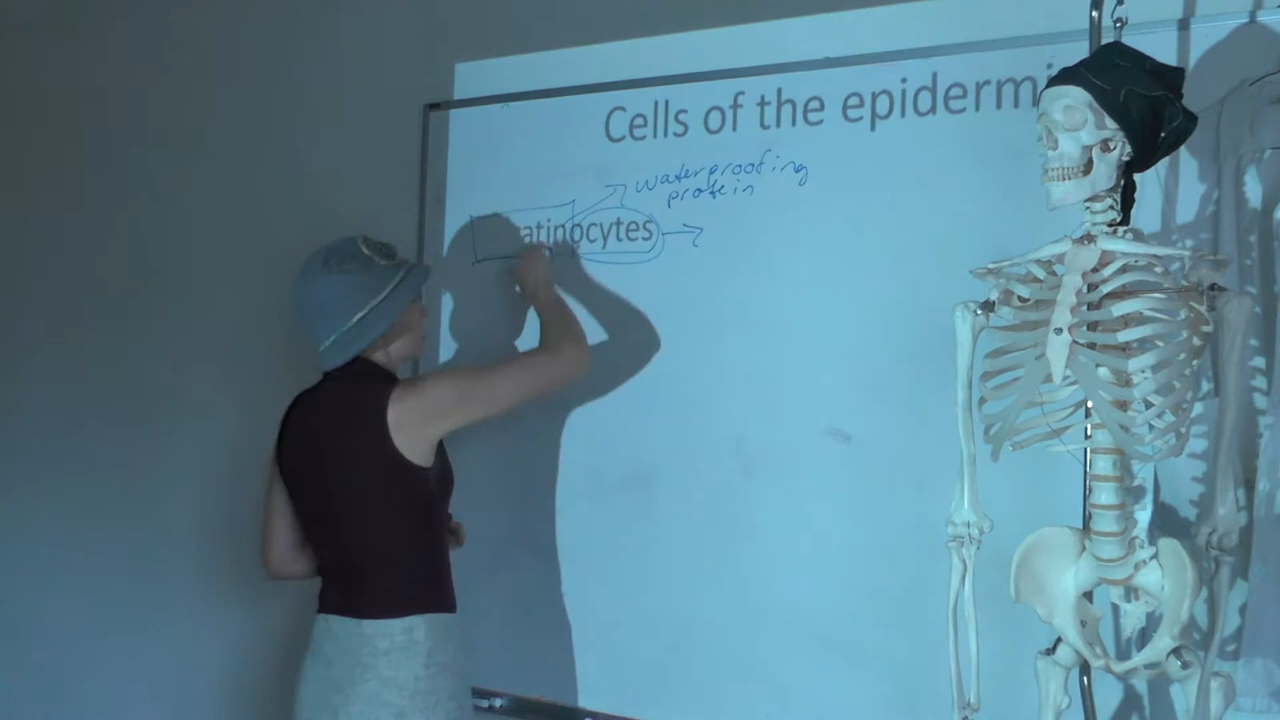 Cells of the epidermi
waterproofing
protein
atinocytes